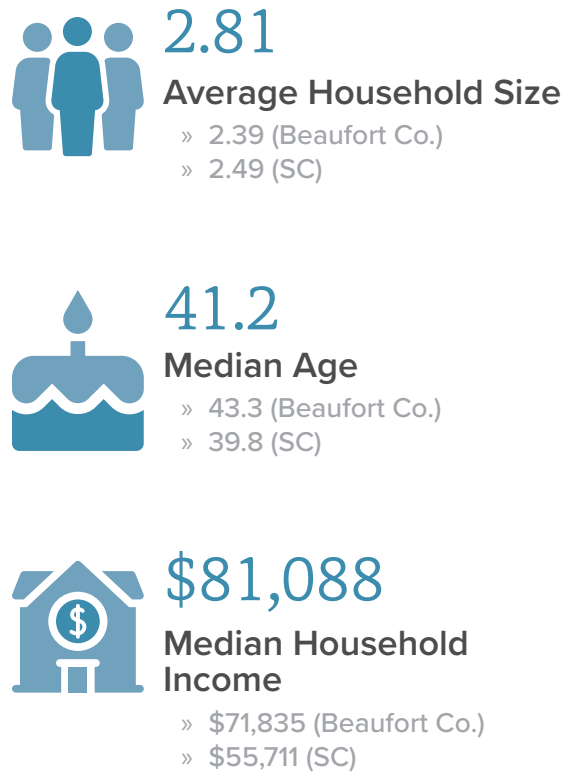 2.81
Average Household Size
» 2.39 (Beaufort Co.)
» 2.49 (SC)
41.2
Median Age
» 43.3 (Beaufort Co.)
» 39.8 (SC)
$
$81,088
Median Household
Income
» $71,835 (Beaufort Co.)
» $55,711 (SC)